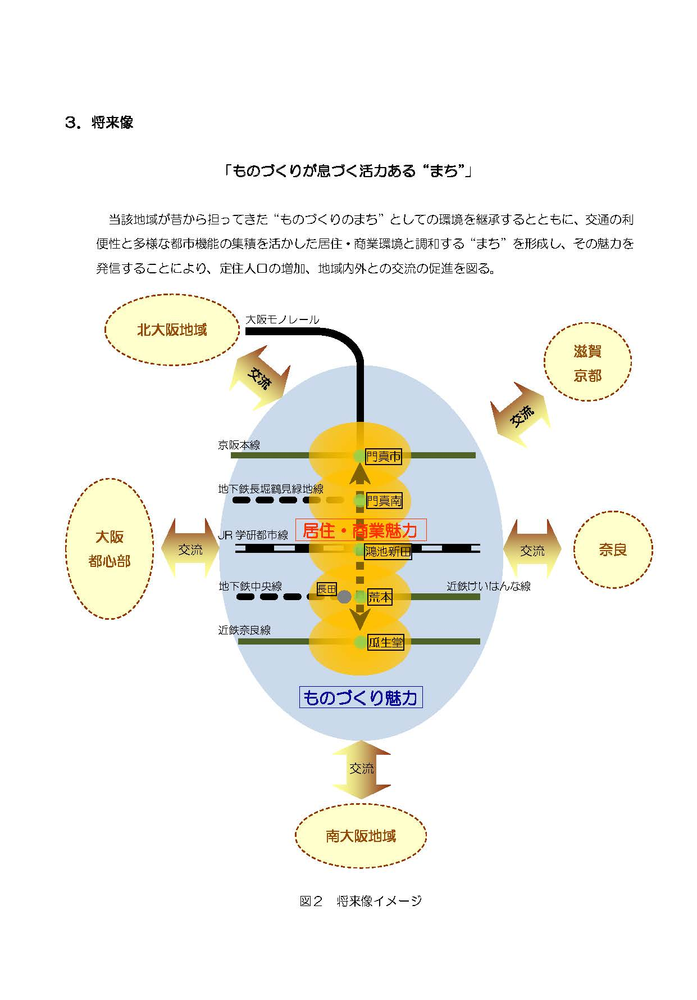 ３．将来像
「ものづくりが息づく活力ある“まち”」
当該地域が昔から担ってきた“ものづくりのまち”としての環境を継承するとともに、交通の利
便性と多様な都市機能の集積を活かした居住・商業環境と調和する“まち”を形成し、その魅力を
発信することにより、定住人口の増加、地域内外との交流の促進を図る。
大阪モノレール
北大阪地域
滋賀
京都
交流
交流
京阪本線
門真市
地下鉄長堀鶴見緑地線
門真南
居住・商業魅力
大阪
都心部
交流
JR 学研都市線
鴻池新田
交流
奈良
地下鉄中央線
長田
荒本
近鉄けいはんな線
近鉄奈良線
瓜生堂
ものづくり魅力
交流
南大阪地域
図２　将来像イメージ